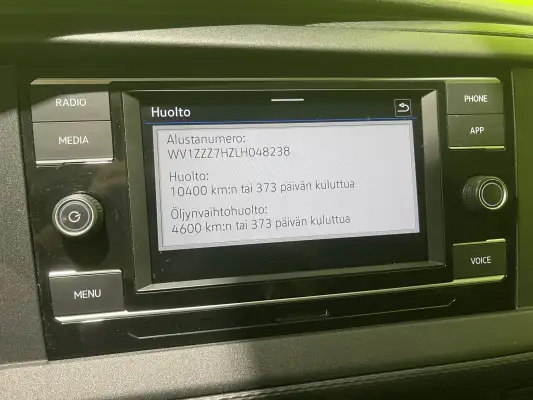 RADIO
MEDIA
MENU
Huolto
Alustanumero:
WV1ZZZ7HZLH048238
Huolto:
10400 km:n tai 373 päivän kuluttua
Öljynvaihtohuolto:
4600 km:n tai 373 päivän kuluttua
PHONE
APP
VOICE